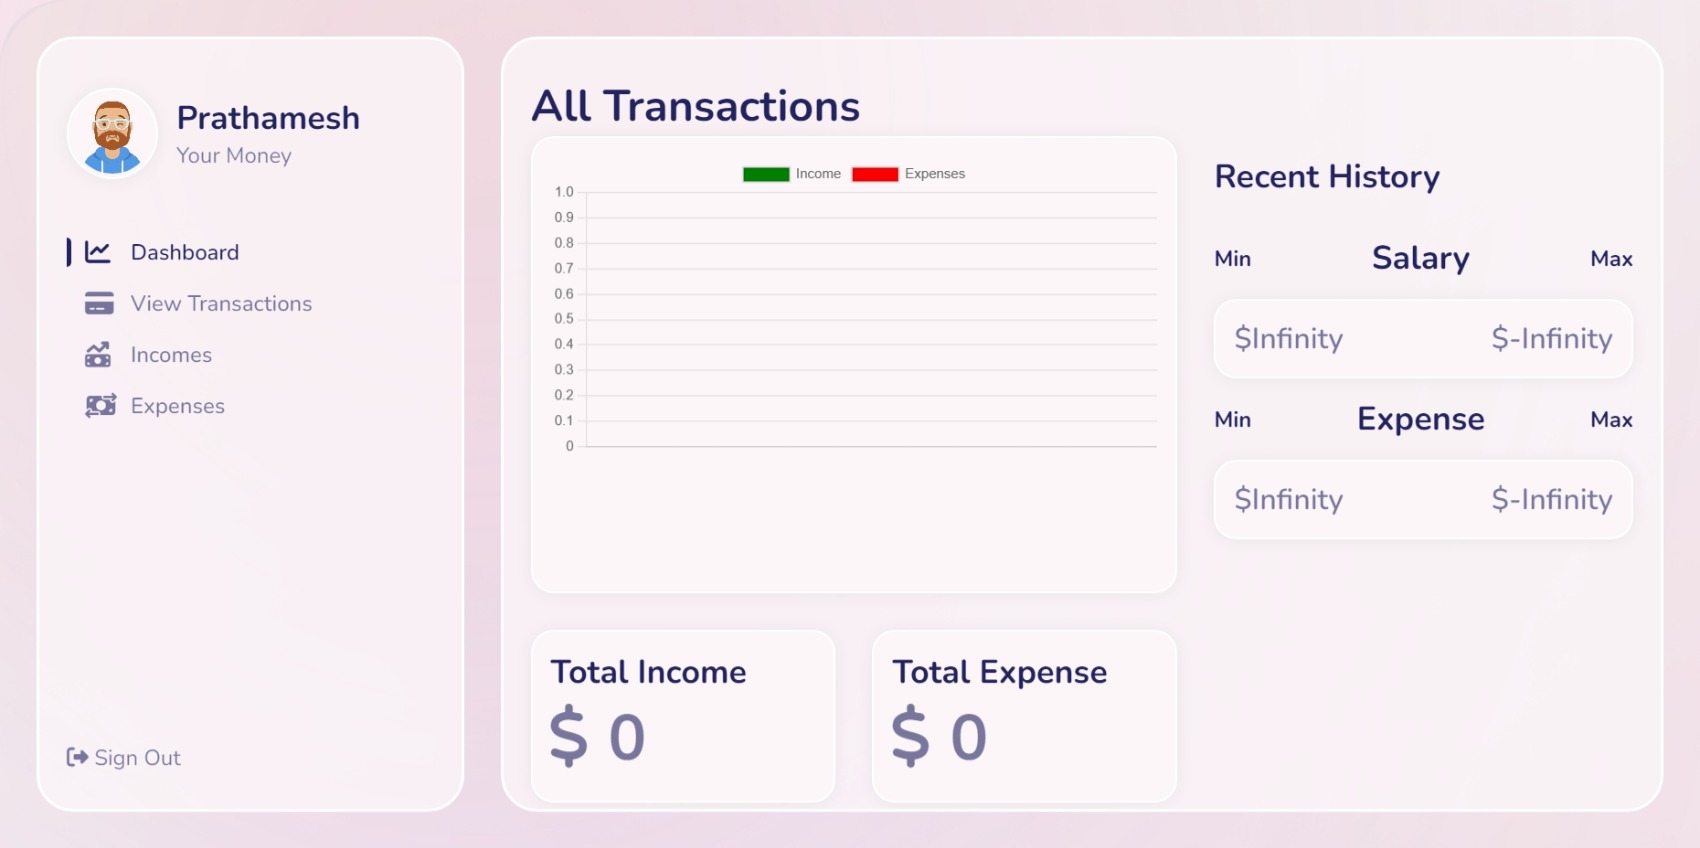 Prathamesh
Your Money
Dashboard
View Transactions
Incomes
Expenses
Sign Out
All Transactions
Income Expenses
1.0
0.9
0.8
0.7
0.6
0.5
0.4
0.3
0.2
0.1
0
Total Income
$ 0
Total Expense
$ 0
Recent History
Min Salary Max
$Infinity $-Infinity
Min Expense Max
$Infinity $-Infinity